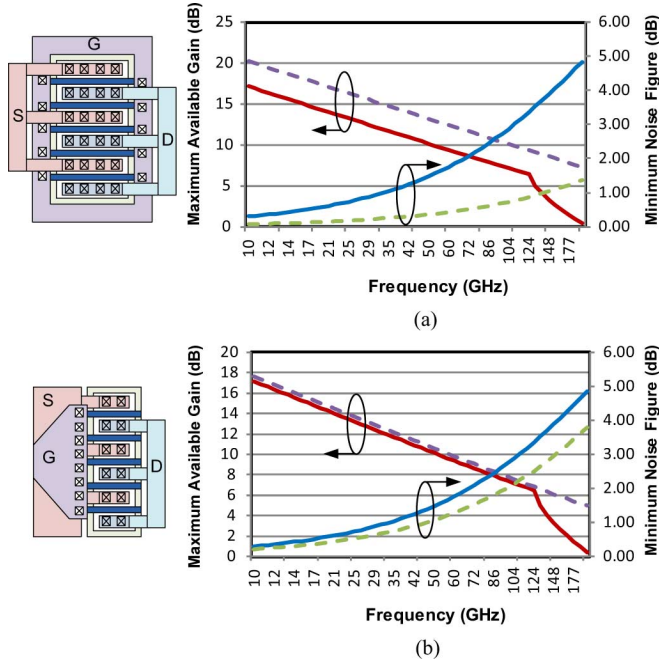 G
S
D
Maximum Available Gain (dB)
25
20
15
10
5
0
6.00
5.00
4.00
3.00
2.00
1.00
0.00
Minimum Noise Figure (dB)
10 12 14 17 21 25 29 35 42 50 60 72 86 104 124 148 177
Frequency (GHz)
(a)
S
G
D
Maximum Available Gain (dB)
20
18
16
14
12
10
8
6
4
2
0
6.00
5.00
4.00
3.00
2.00
1.00
0.00
Minimum Noise Figure (dB)
10 12 14 17 21 25 29 35 42 50 60 72 86 104 124 148 177
Frequency (GHz)
(b)